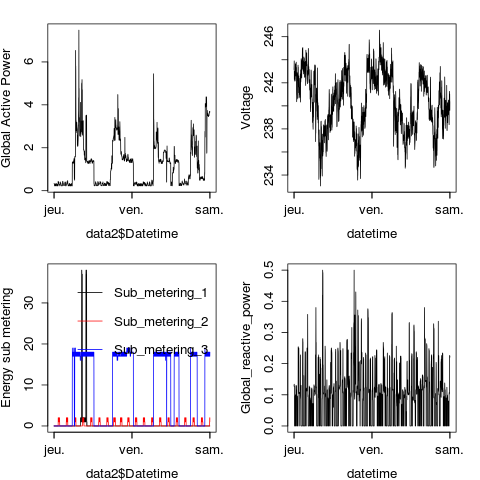 Global Active Power
0 2 4 6
jeu. ven. sam.
data2$Datetime
Voltage
234 238 242 246
jeu. ven. sam.
datetime
Energy sub metering
0 10 20 30
Sub_metering_1
Sub_metering_2
Sub_metering_3
jeu. ven. sam.
data2$Datetime
Global_reactive_power
0.0 0.1 0.2 0.3 0.4 0.5
jeu. ven. sam.
datetime